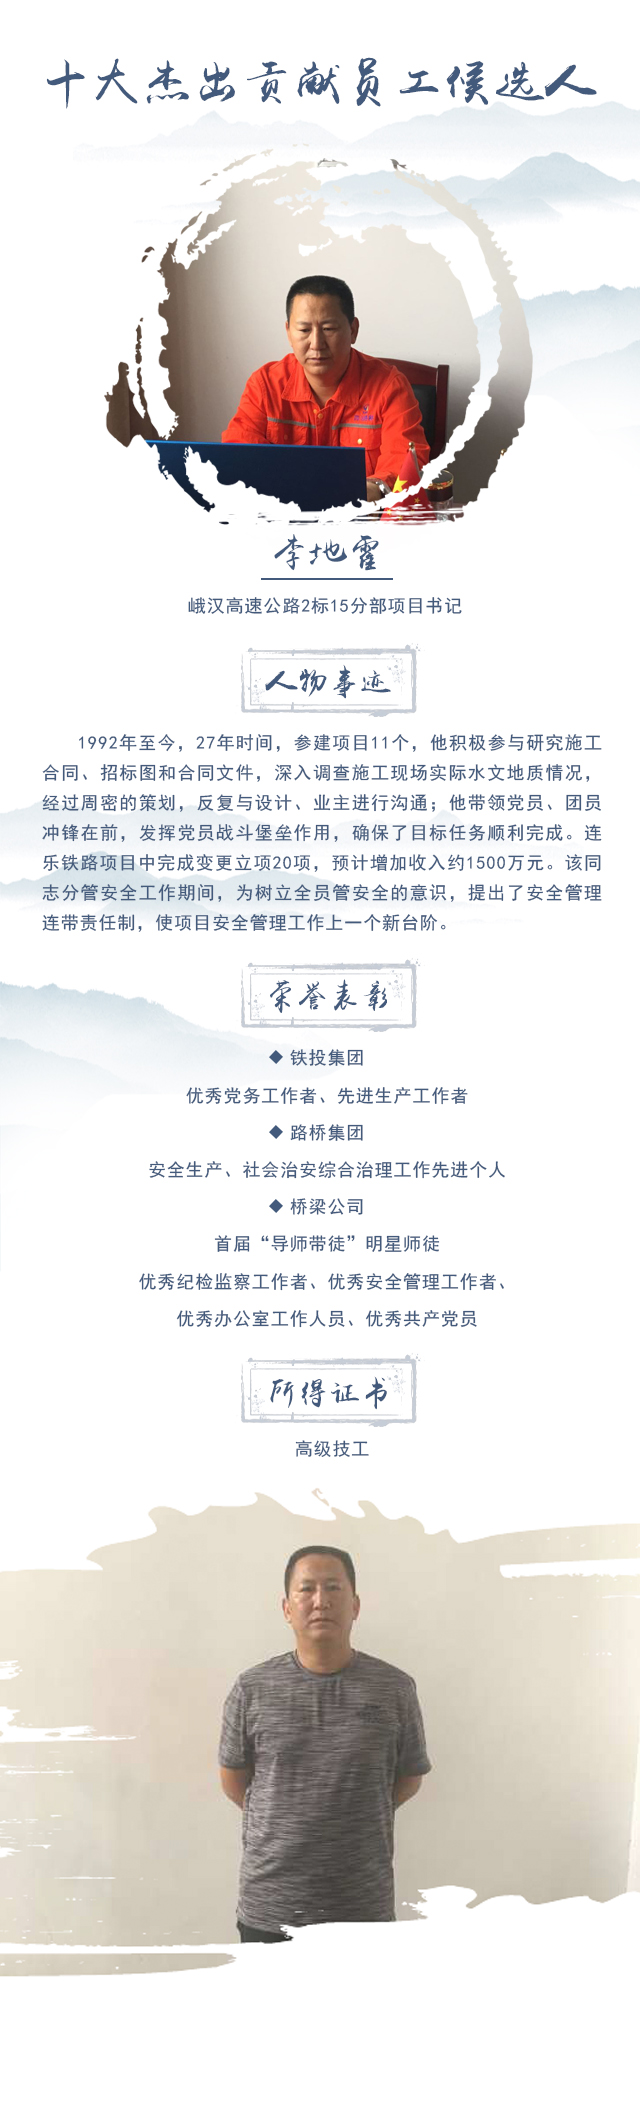 十大杰出贡献员工候选人
李地霍
峨汉高速公路2标15分部项目书记
人物事迹
1992年至今，27年时间，参建项目11个，他积极参与研究施工
合同、招标图和合同文件，深入调查施工现场实际水文地质情况，
经过周密的策划，反复与设计、业主进行沟通；他带领党员、团员
冲锋在前，发挥党员战斗堡垒作用，确保了目标任务顺利完成。连
乐铁路项目中完成变更立项20项，预计增加收入约1500万元。该同
志分管安全工作期间，为树立全员管安全的意识，提出了安全管理
连带责任制，使项目安全管理工作上一个新台阶。
荣誉表彰
◆ 铁投集团
优秀党务工作者、先进生产工作者
◆ 路桥集团
安全生产、社会治安综合治理工作先进个人
◆ 桥梁公司
首届“导师带徒”明星师徒
优秀纪检监察工作者、优秀安全管理工作者、
优秀办公室工作人员、优秀共产党员
所得证书
高级技工